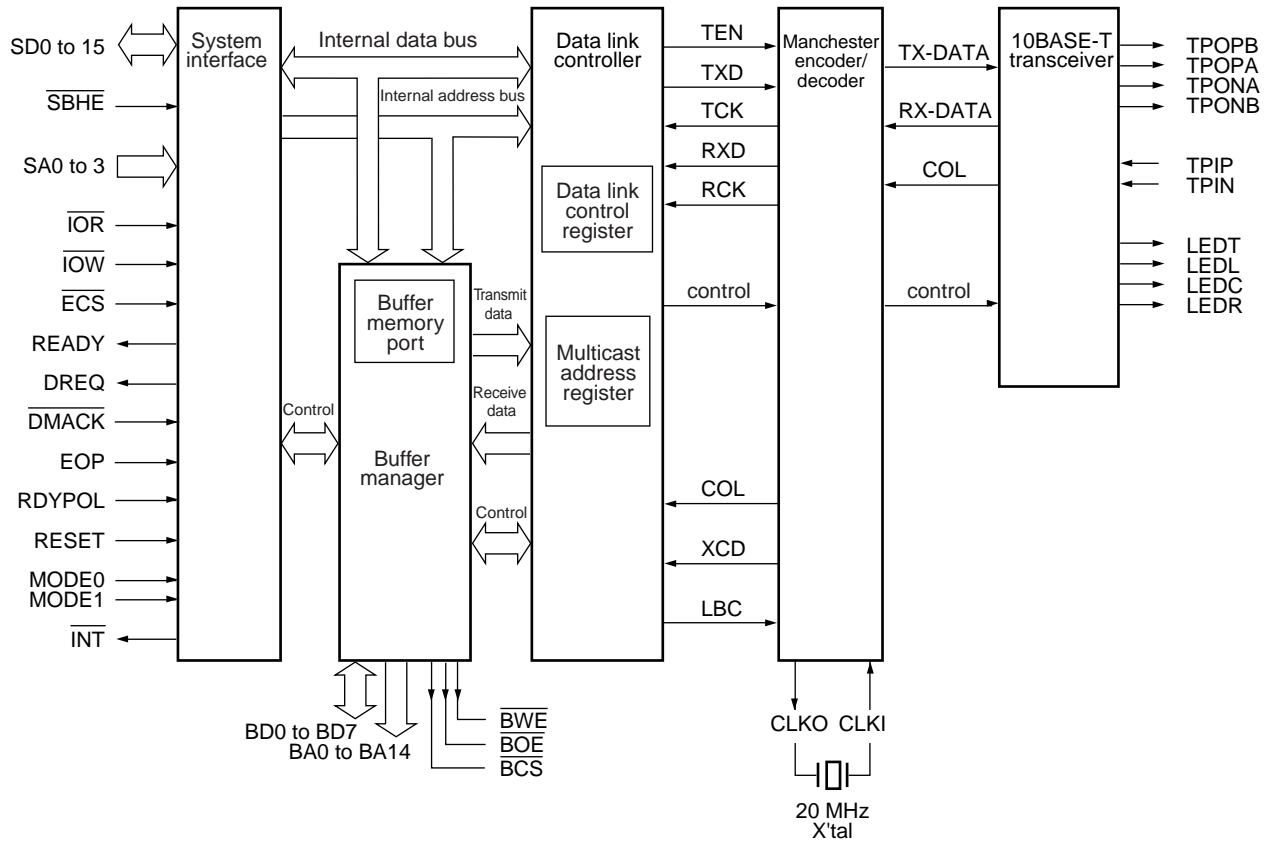 SD0 to 15
SBHE
SA0 to 3
IOR
IOW
ECS
READY
DREQ
DMACK
EOP
RDYPOL
RESET
MODE0
MODE1
INT
System
interface
Internal data bus
Internal address bus
Control
Buffer
memory
port
Buffer
manager
Transmit
data
Receive
data
Control
BD0 to BD7
BA0 to BA14
BWE
BOE
BCS
Data link
controller
Data link
control
register
Multicast
address
register
TEN
TXD
TCK
RXD
RCK
control
COL
XCD
LBC
Manchester
encoder/
decoder
CLKO
CLKI
20 MHz
X'tal
TX-DATA
RX-DATA
COL
control
10BASE-T
transceiver
TPOPB
TPOPA
TPONA
TPONB
TPIP
TPIN
LEDT
LEDL
LEDC
LEDR